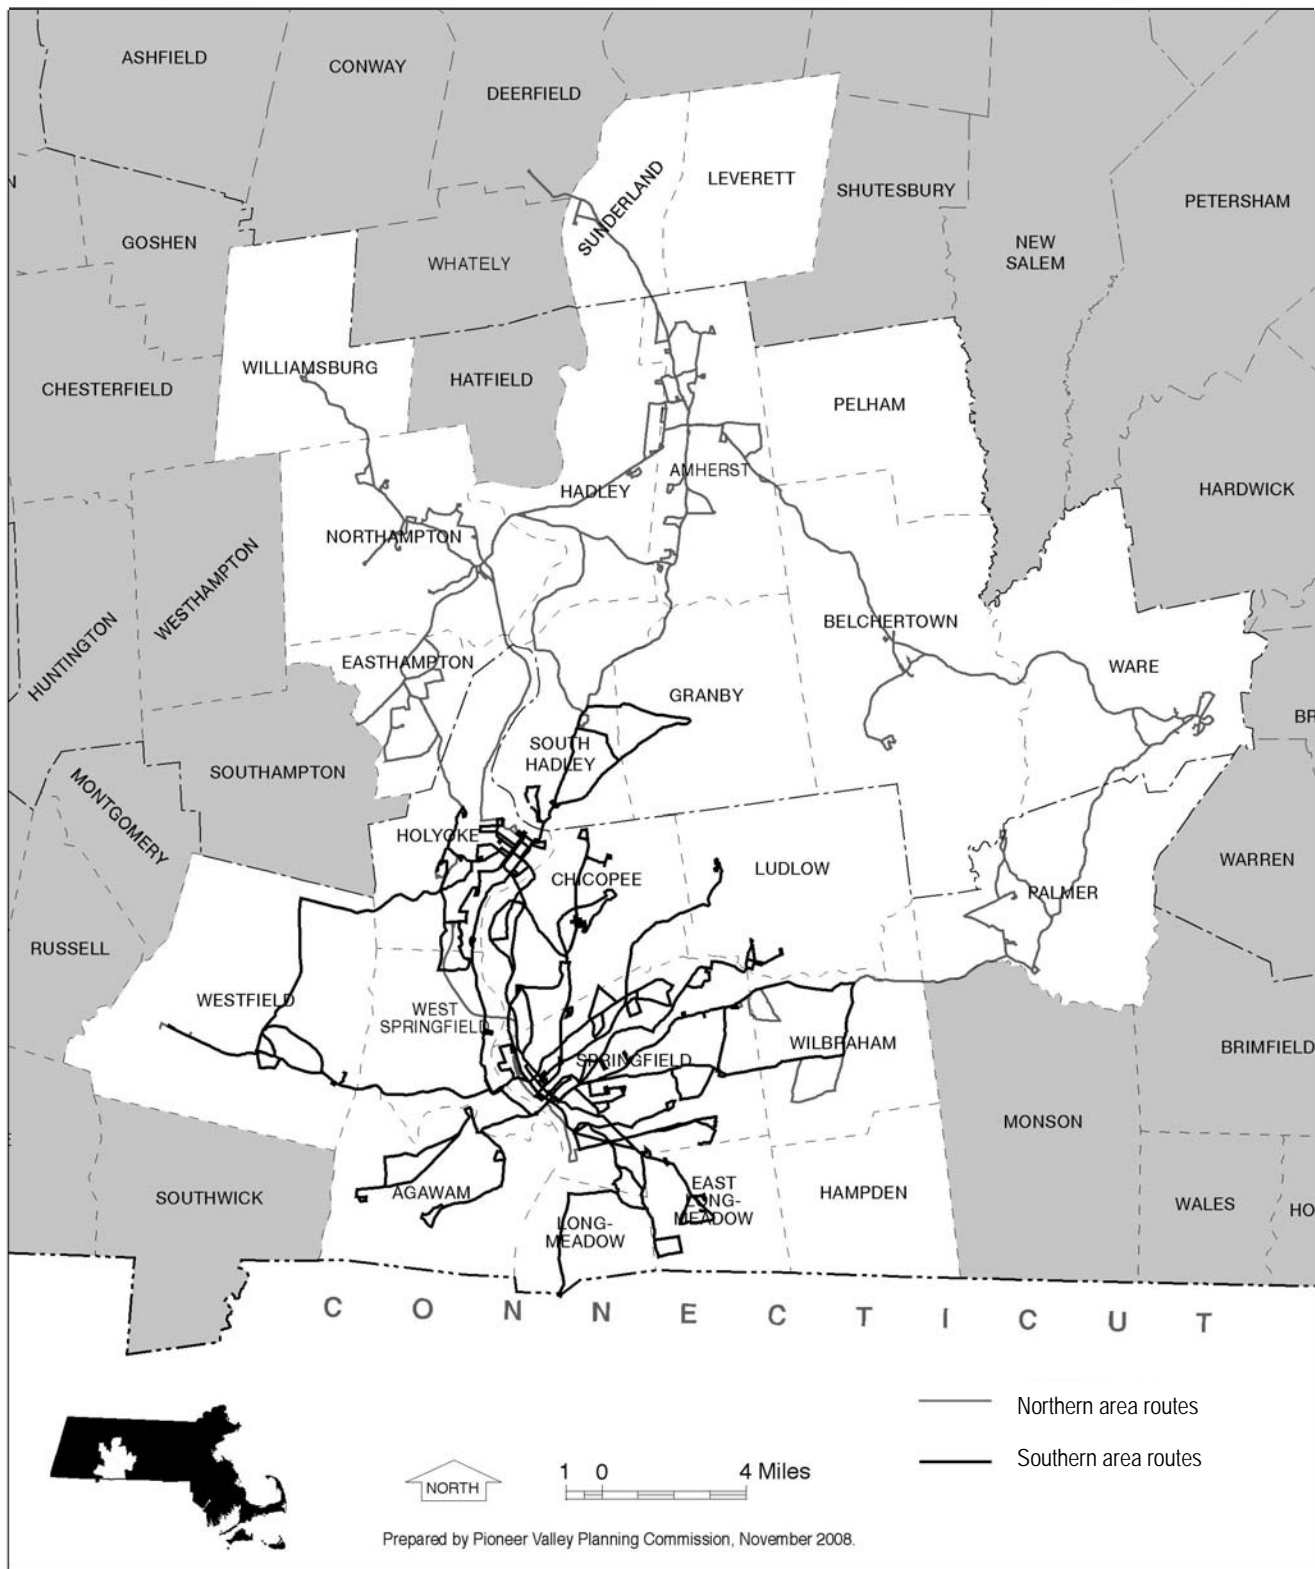 ASHFIELD
CONWAY
DEERFIELD
LEVERETT
SHUTESBURY
PETERSHAM
N
GOSHEN
WHATELY
SUNDERLAND
NEW
SALEM
CHESTERFIELD
WILLIAMSBURG
HATFIELD
PELHAM
AMHERST
HADLEY
HARDWICK
NORTHAMPTON
WESTHAMPTON
HUNTINGTON
BELCHERTOWN
EASTHAMPTON
GRANBY
WARE
BR
SOUTH
HADLEY
SOUTHAMPTON
MONTGOMERY
HOLYOKE
CHICOPEE
LUDLOW
PALMER
WARREN
RUSSELL
WESTFIELD
WEST
SPRINGFIELD
SPRINGFIELD
WILBRAHAM
BRIMFIELD
MONSON
E
SOUTHWICK
AGAWAM
LONG-
MEADOW
EAST
LONG-
MEADOW
HAMPDEN
WALES
HO
C O N N E C T I C U T
Northern area routes
Southern area routes
NORTH
1 0 4 Miles
Prepared by Pioneer Valley Planning Commission, November 2008.